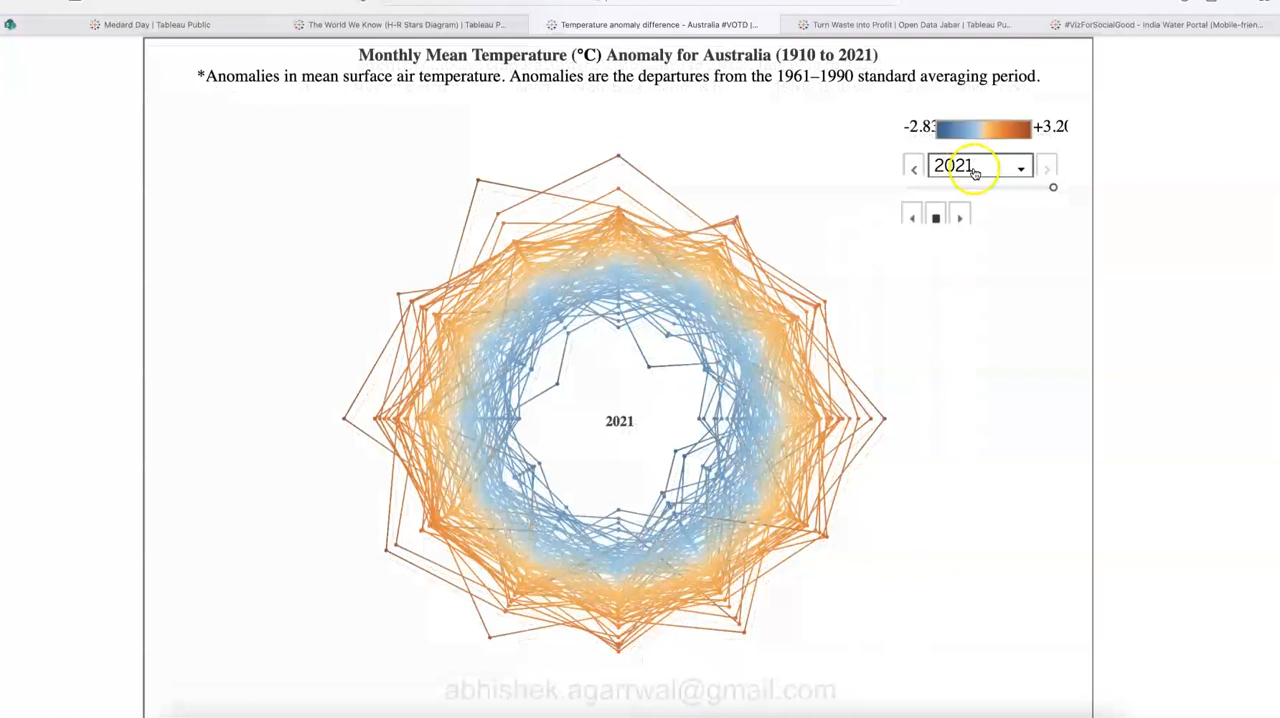 Medard Day | Tableau Public
The World We Know (H-R Stars Diagram) | Tableau P...
Temperature anomaly difference - Australia #VOTD |...
Turn Waste into Profit | Open Data Jabar | Tableau Pu...
#VizForSocialGood - India Water Portal (Mobile-frien...
Monthly Mean Temperature (°C) Anomaly for Australia (1910 to 2021)
*Anomalies in mean surface air temperature. Anomalies are the departures from the 1961–1990 standard averaging period.
-2.83 +3.20
2021
2021
abhishek.agarrwal@gmail.com